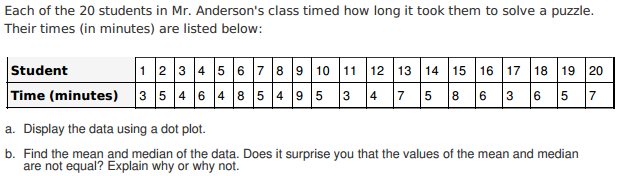 Each of the 20 students in Mr. Anderson's class timed how long it took them to solve a puzzle.
Their times (in minutes) are listed below:
Student 1 2 3 4 5 6 7 8 9 10 11 12 13 14 15 16 17 18 19 20
Time (minutes) 3 5 4 6 4 8 5 4 9 5 3 4 7 5 8 6 3 6 5 7
a. Display the data using a dot plot.
b. Find the mean and median of the data. Does it surprise you that the values of the mean and median
are not equal? Explain why or why not.